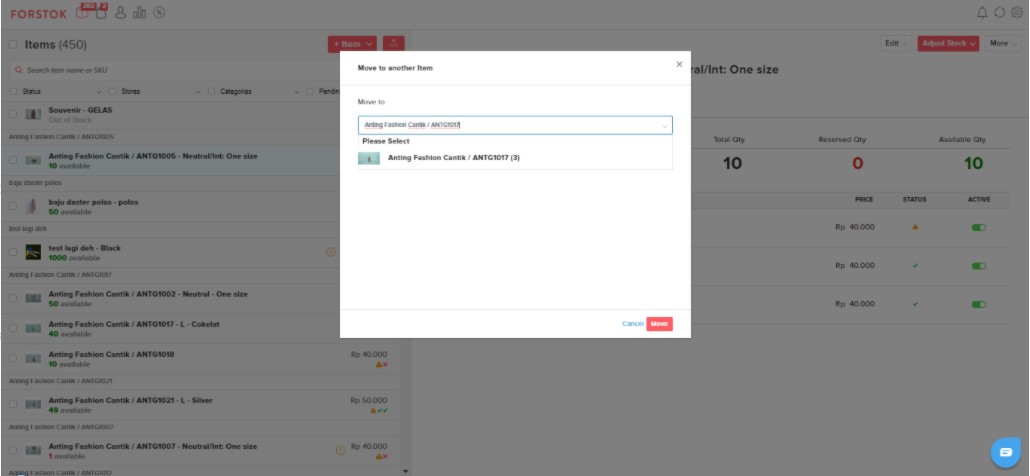 FORSTOK
Items (450)
+ Item
Search item name or SKU
Status
Stores
Categories
Pendin
Souvenir - GELAS
Out of Stock
Anting Fashion Cantik / ANTG1005
Anting Fashion Cantik / ANTG1005 - Neutral/Int: One size
10 available
baju daster polos
baju daster polos - polos
50 available
test lagi deh
test lagi deh - Black
1000 available
Anting Fashion Cantik / ANTG1017
Anting Fashion Cantik / ANTG1002 - Neutral - One size
50 available
Anting Fashion Cantik / ANTG1017 - L - Cokelat
40 available
Anting Fashion Cantik / ANTG1018
Rp 40.000
10 available
Anting Fashion Cantik / ANTG1021
Anting Fashion Cantik / ANTG1021 - L - Silver
Rp 50.000
49 available
Anting Fashion Cantik / ANTG1007
Anting Fashion Cantik / ANTG1007 - Neutral/Int: One size
Rp 40.000
1 available
Anting Fashion Cantik / ANTG1012
Move to another Item
Move to
Anting Fashion Cantik / ANTG1017
Please Select
Anting Fashion Cantik / ANTG1017 (3)
Cancel
Move
Edit
Adjust Stock
More
ral/Int: One size
Total Qty
Reserved Qty
Available Qty
10
0
10
PRICE
STATUS
ACTIVE
Rp 40.000
Rp 40.000
Rp 40.000